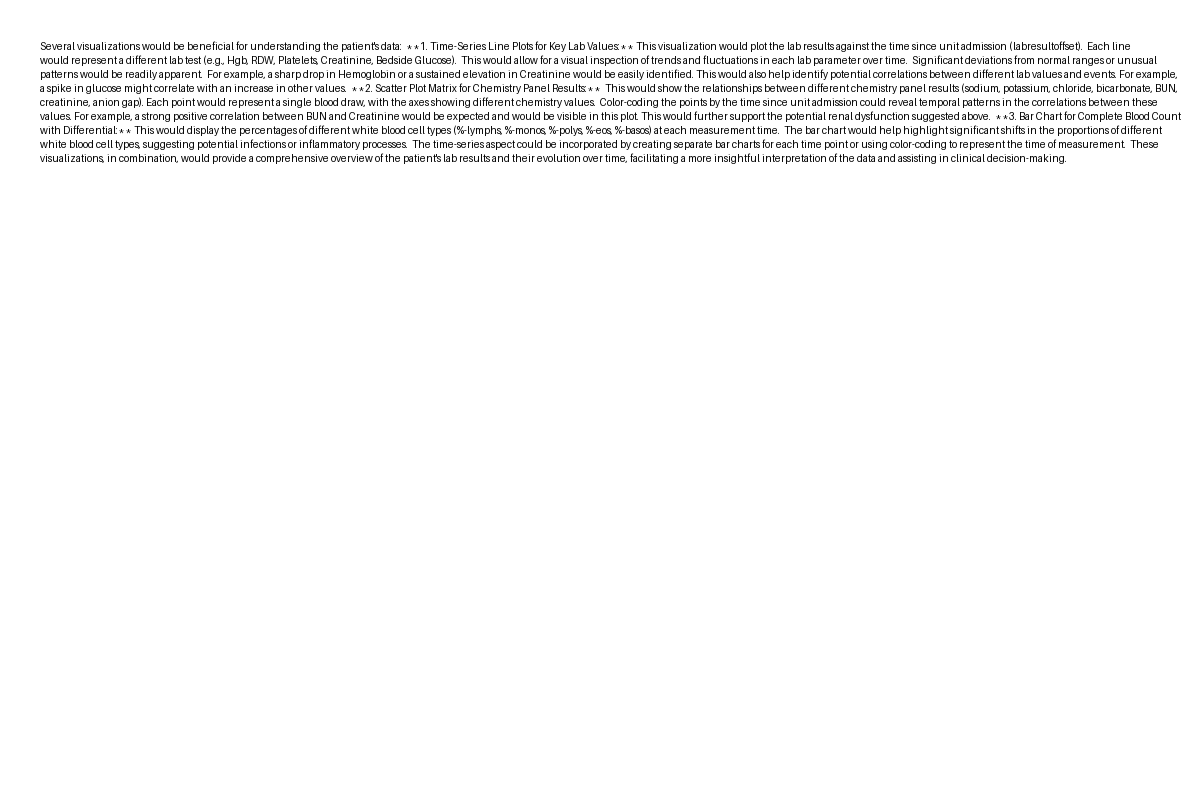 Several visualizations would be beneficial for understanding the patient's data:  **1. Time-Series Line Plots for Key Lab Values:** This visualization would plot the lab results against the time since unit admission (labresultoffset).  Each line
would represent a different lab test (e.g., Hgb, RDW, Platelets, Creatinine, Bedside Glucose).  This would allow for a visual inspection of trends and fluctuations in each lab parameter over time.  Significant deviations from normal ranges or unusual
patterns would be readily apparent.  For example, a sharp drop in Hemoglobin or a sustained elevation in Creatinine would be easily identified. This would also help identify potential correlations between different lab values and events. For example,
a spike in glucose might correlate with an increase in other values.  **2. Scatter Plot Matrix for Chemistry Panel Results:**  This would show the relationships between different chemistry panel results (sodium, potassium, chloride, bicarbonate, BUN,
creatinine, anion gap). Each point would represent a single blood draw, with the axes showing different chemistry values.  Color-coding the points by the time since unit admission could reveal temporal patterns in the correlations between these
values. For example, a strong positive correlation between BUN and Creatinine would be expected and would be visible in this plot. This would further support the potential renal dysfunction suggested above.  **3. Bar Chart for Complete Blood Count
with Differential:** This would display the percentages of different white blood cell types (%-lymphs, %-monos, %-polys, %-eos, %-basos) at each measurement time.  The bar chart would help highlight significant shifts in the proportions of different
white blood cell types, suggesting potential infections or inflammatory processes.  The time-series aspect could be incorporated by creating separate bar charts for each time point or using color-coding to represent the time of measurement.  These
visualizations, in combination, would provide a comprehensive overview of the patient's lab results and their evolution over time, facilitating a more insightful interpretation of the data and assisting in clinical decision-making.